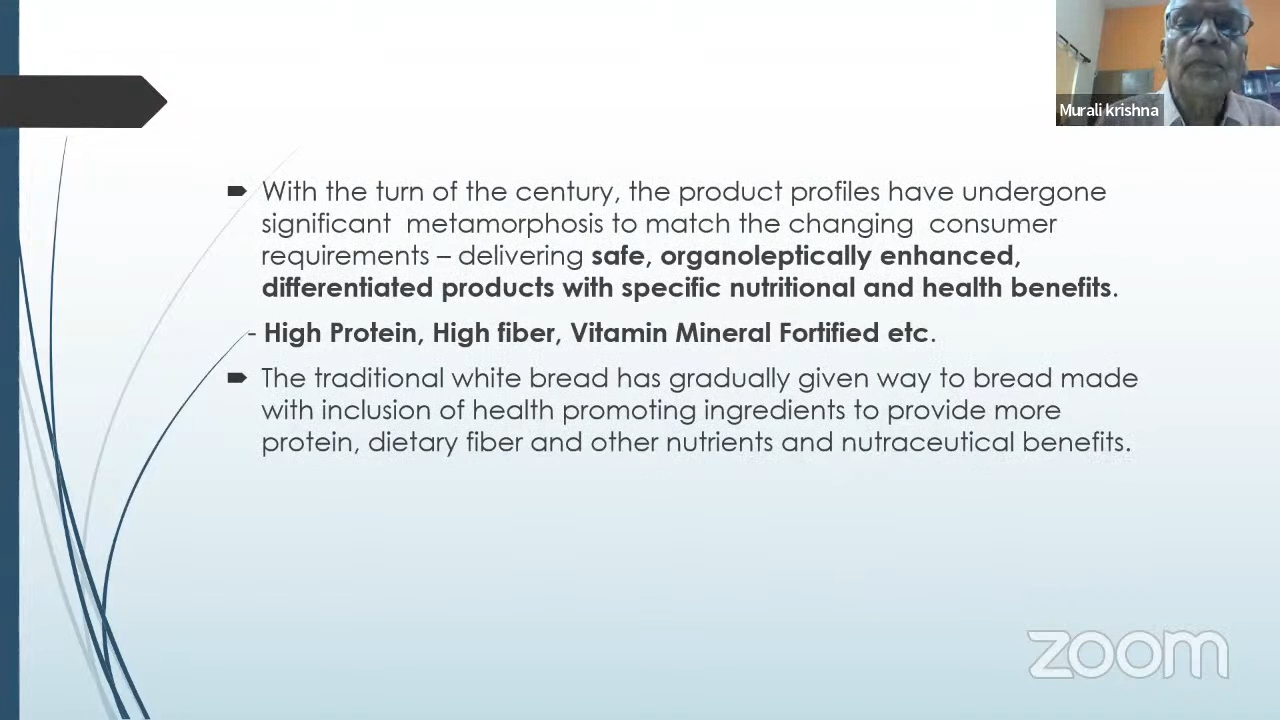 Murali krishna
With the turn of the century, the product profiles have undergone
significant metamorphosis to match the changing consumer
requirements – delivering safe, organoleptically enhanced,
differentiated products with specific nutritional and health benefits.
- High Protein, High fiber, Vitamin Mineral Fortified etc.
The traditional white bread has gradually given way to bread made
with inclusion of health promoting ingredients to provide more
protein, dietary fiber and other nutrients and nutraceutical benefits.
zoom